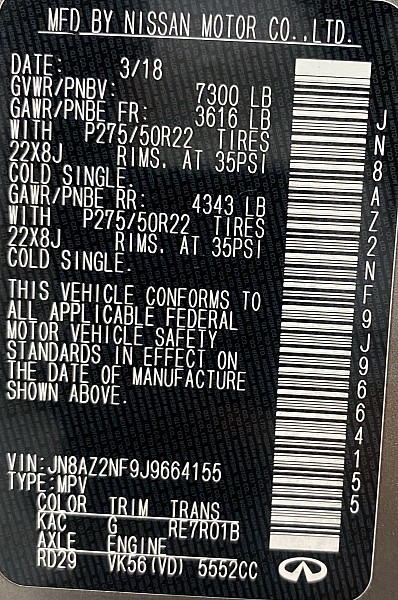 MFD BY NISSAN MOTOR CO.,LTD.
DATE: 3/18
GVWR/PNBV: 7300 LB
GAWR/PNBE FR: 3616 LB
WITH P275/50R22 TIRES
22X8J RIMS. AT 35PSI
COLD SINGLE.
GAWR/PNBE RR: 4343 LB
WITH P275/50R22 TIRES
22X8J RIMS. AT 35PSI
COLD SINGLE.
THIS VEHICLE CONFORMS TO
ALL APPLICABLE FEDERAL
MOTOR VEHICLE SAFETY
STANDARDS IN EFFECT ON
THE DATE OF MANUFACTURE
SHOWN ABOVE.
VIN:JN8AZ2NF9J9664155
TYPE:MPV
COLOR TRIM TRANS
KAC G RE7R01B
AXLE ENGINE
RD29 VK56(VD) 5552CC
JN8AZ2NF9J9664155